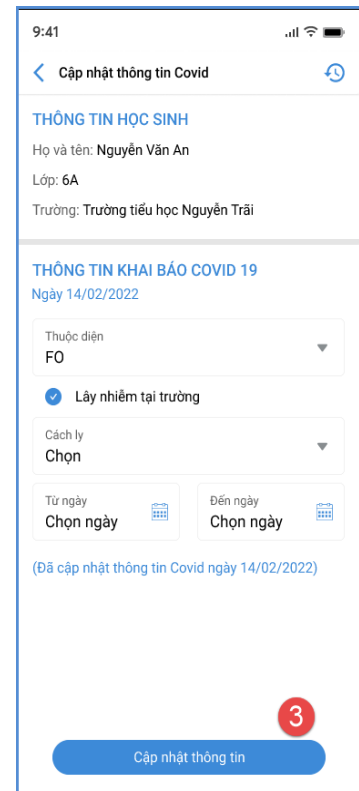 9:41
Cập nhật thông tin Covid
THÔNG TIN HỌC SINH
Họ và tên: Nguyễn Văn An
Lớp: 6A
Trường: Trường tiểu học Nguyễn Trãi
THÔNG TIN KHAI BÁO COVID 19
Ngày 14/02/2022
Thuộc diện
FO
Lây nhiễm tại trường
Cách ly
Chọn
Từ ngày
Chọn ngày
Đến ngày
Chọn ngày
(Đã cập nhật thông tin Covid ngày 14/02/2022)
3
Cập nhật thông tin